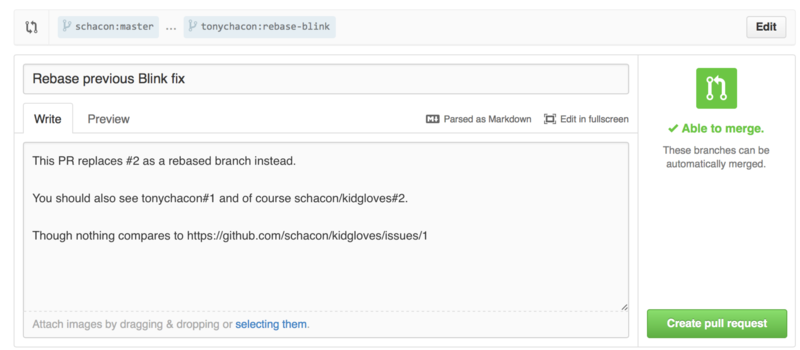 schacon:master ... tonychacon:rebase-blink Edit
Rebase previous Blink fix
Write Preview Parsed as Markdown Edit in fullscreen
This PR replaces #2 as a rebased branch instead.
You should also see tonychacon#1 and of course schacon/kidgloves#2.
Though nothing compares to https://github.com/schacon/kidgloves/issues/1
Attach images by dragging & dropping or selecting them.
✓ Able to merge.
These branches can be
automatically merged.
Create pull request